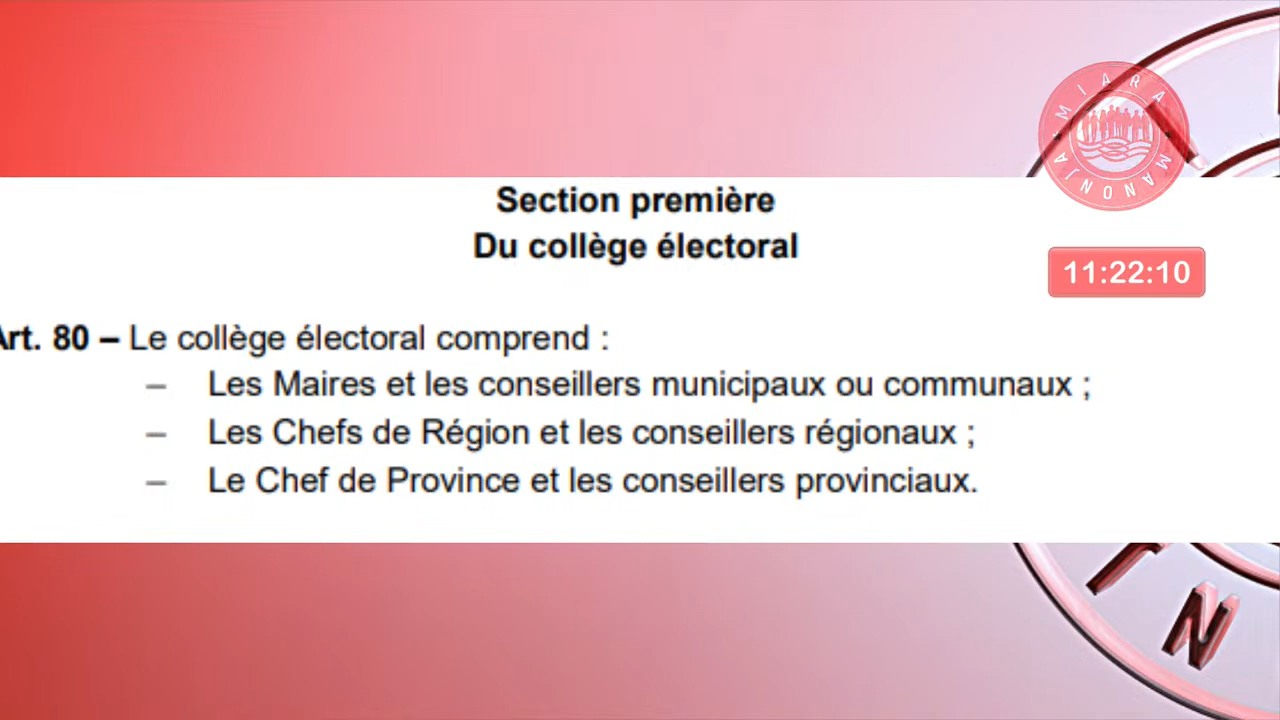 MIARA
MANONJA
Section première
Du collège électoral
11:22:10
Art. 80 – Le collège électoral comprend :
– Les Maires et les conseillers municipaux ou communaux ;
– Les Chefs de Région et les conseillers régionaux ;
– Le Chef de Province et les conseillers provinciaux.
N